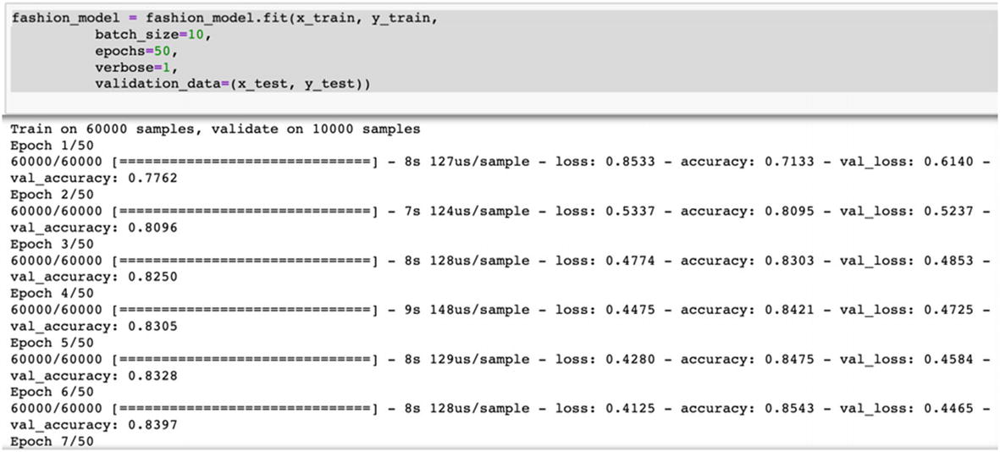 fashion_model = fashion_model.fit(x_train, y_train,
batch_size=10,
epochs=50,
verbose=1,
validation_data=(x_test, y_test))
Train on 60000 samples, validate on 10000 samples
Epoch 1/50
60000/60000 [==============================] - 8s 127us/sample - loss: 0.8533 - accuracy: 0.7133 - val_loss: 0.6140 -
val_accuracy: 0.7762
Epoch 2/50
60000/60000 [==============================] - 7s 124us/sample - loss: 0.5337 - accuracy: 0.8095 - val_loss: 0.5237 -
val_accuracy: 0.8096
Epoch 3/50
60000/60000 [==============================] - 8s 128us/sample - loss: 0.4774 - accuracy: 0.8303 - val_loss: 0.4853 -
val_accuracy: 0.8250
Epoch 4/50
60000/60000 [==============================] - 9s 148us/sample - loss: 0.4475 - accuracy: 0.8421 - val_loss: 0.4725 -
val_accuracy: 0.8305
Epoch 5/50
60000/60000 [==============================] - 8s 129us/sample - loss: 0.4280 - accuracy: 0.8475 - val_loss: 0.4584 -
val_accuracy: 0.8328
Epoch 6/50
60000/60000 [==============================] - 8s 128us/sample - loss: 0.4125 - accuracy: 0.8543 - val_loss: 0.4465 -
val_accuracy: 0.8397
Epoch 7/50